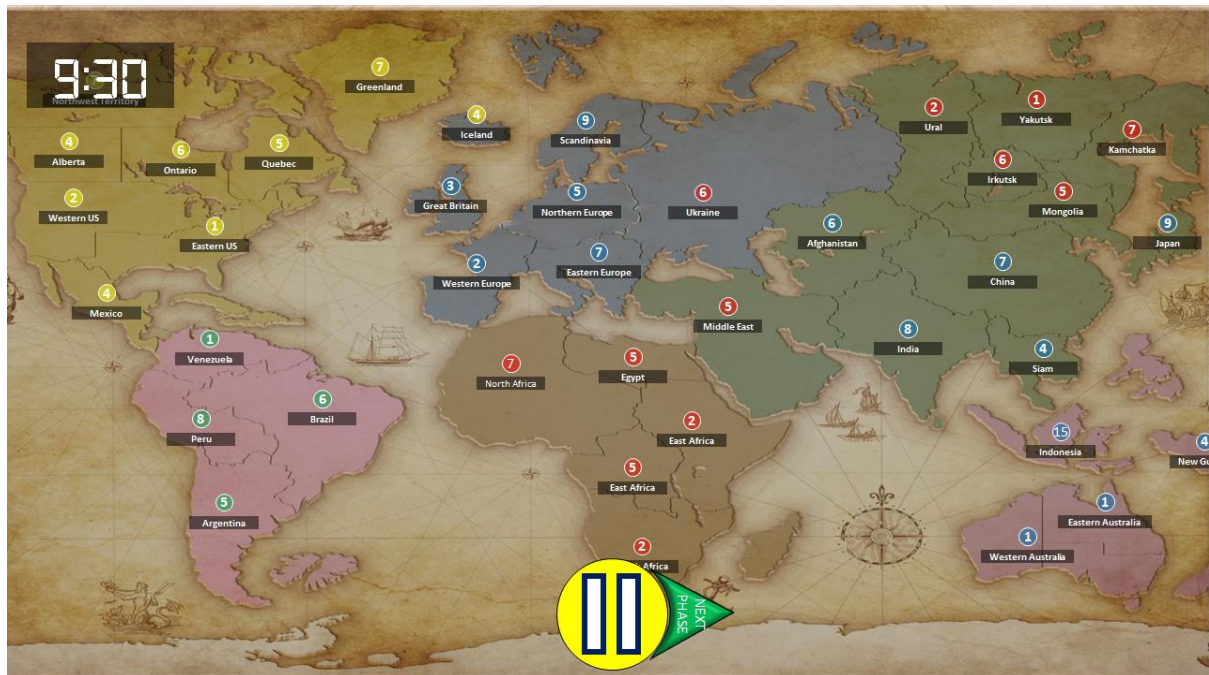 9:30
Northwest Territory
7
Greenland
4
Iceland
9
Scandinavia
2
Ural
1
Yakutsk
7
Kamchatka
4
Alberta
6
Ontario
5
Quebec
6
Irkutsk
5
Mongolia
2
Western US
1
Eastern US
3
Great Britain
5
Northern Europe
6
Ukraine
6
Afghanistan
9
Japan
7
Eastern Europe
2
Western Europe
7
China
4
Mexico
5
Middle East
8
India
4
Siam
1
Venezuela
7
North Africa
5
Egypt
6
Brazil
8
Peru
2
East Africa
15
Indonesia
4
New Gu
5
East Africa
5
Argentina
1
Eastern Australia
1
Western Australia
2
Africa
NEXT
PHASE